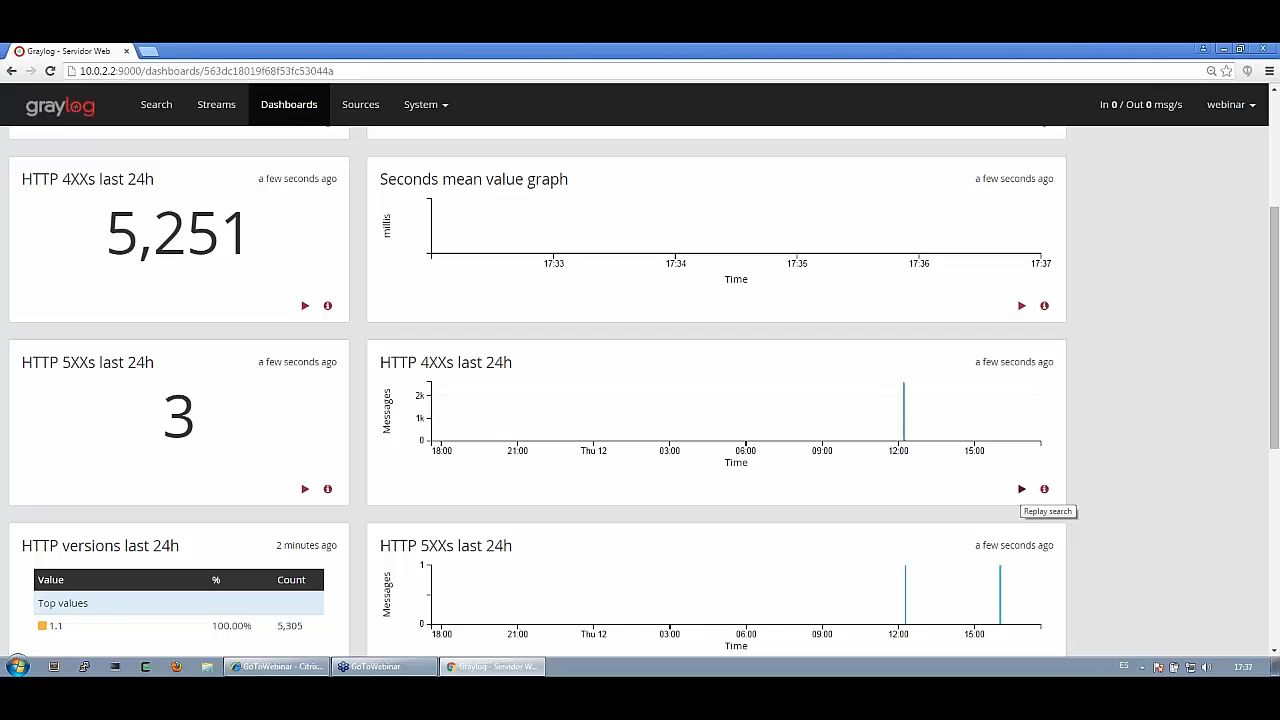 Graylog - Servidor Web
10.0.2.2:9000/dashboards/563dc18019f68f53fc53044a
graylog Search Streams Dashboards Sources System In 0 / Out 0 msg/s webinar
HTTP 4XXs last 24h a few seconds ago
5,251
Seconds mean value graph a few seconds ago
millis
17:33 17:34 17:35 17:36 17:37
Time
HTTP 5XXs last 24h a few seconds ago
3
HTTP 4XXs last 24h a few seconds ago
Messages
2k
1k
0
18:00 21:00 Thu 12 03:00 06:00 09:00 12:00 15:00
Time
Replay search
HTTP versions last 24h 2 minutes ago
Value % Count
Top values
1.1 100.00% 5,305
HTTP 5XXs last 24h a few seconds ago
Messages
1
0
18:00 21:00 Thu 12 03:00 06:00 09:00 12:00 15:00
Time
GoToWebinar - Citrix... GoToWebinar Graylog - Servidor W... ES 17:37